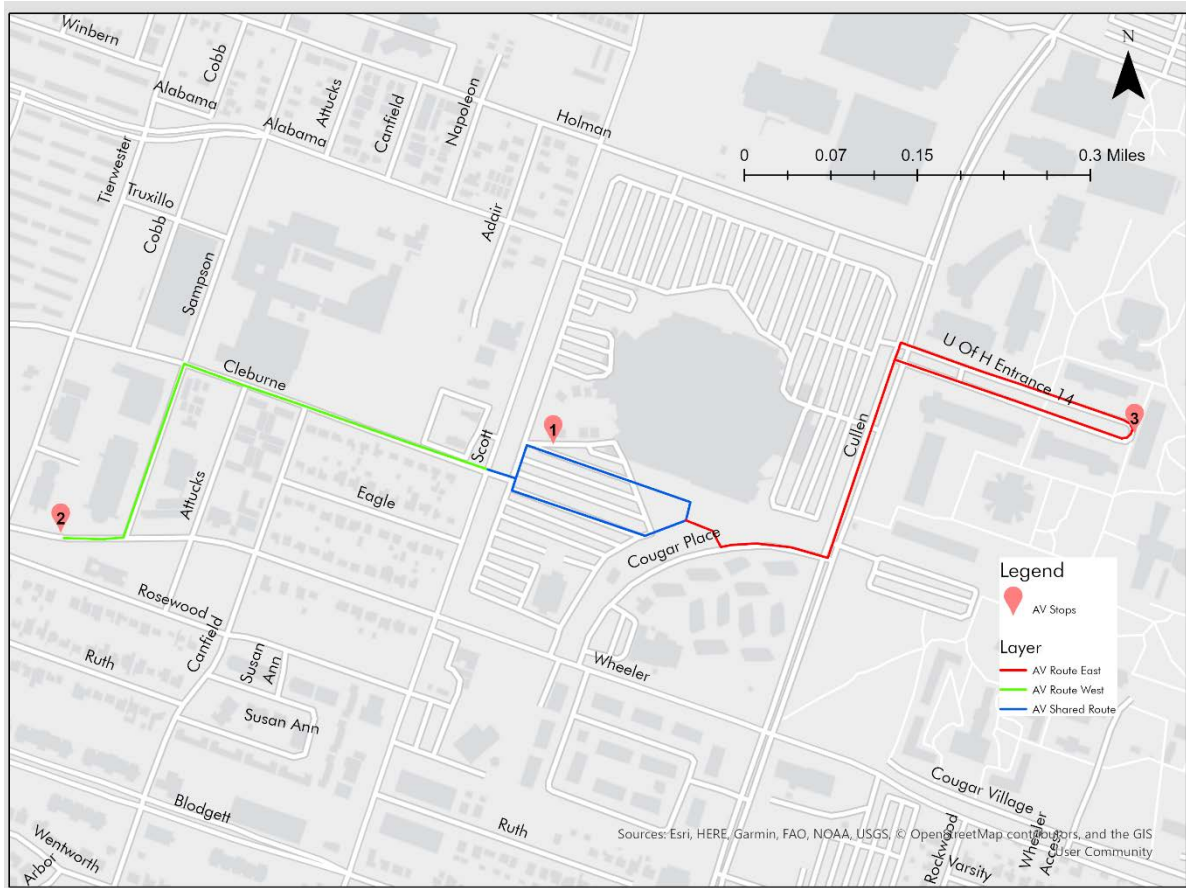 Winbern
Cobb
Alabama
Attucks
Alabama
Canfield
Napoleon
Holman
N
0 0.07 0.15 0.3 Miles
Tierwester
Truxillo
Cobb
Sampson
Adair
Cleburne
Scott
1
Cullen
U Of H Entrance 14
3
2
Attucks
Eagle
Cougar Place
Legend
AV Stops
Layer
AV Route East
AV Route West
AV Shared Route
Rosewood
Canfield
Ruth
Susan
Ann
Susan Ann
Wheeler
Blodgett
Ruth
Wentworth
Arbor
Cougar Village
Rockwood
Wheeler
Access
Varsity
Sources: Esri, HERE, Garmin, FAO, NOAA, USGS, © OpenStreetMap contributors, and the GIS
User Community